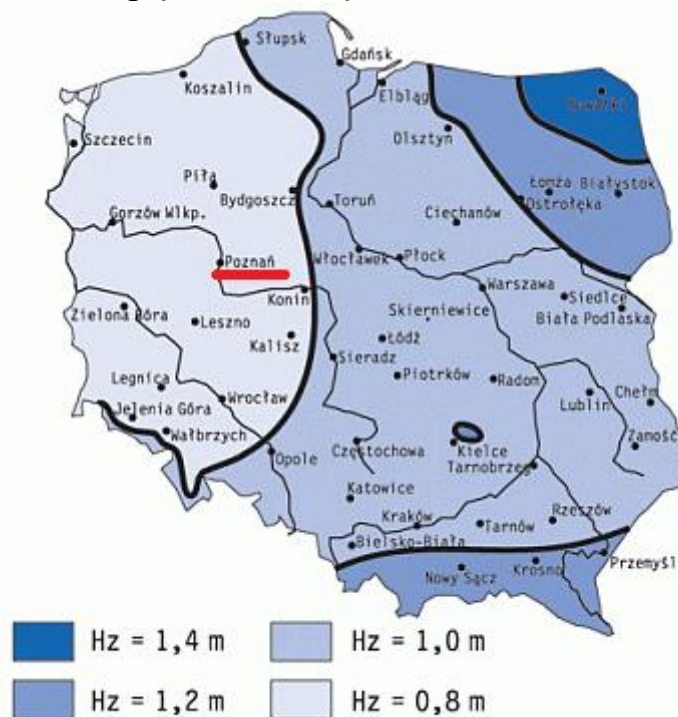 Słupsk
Gdańsk
Koszalin
Elbląg
Suwałki
Olsztyn
Szczecin
Piła
Bydgoszcz
Łomża Białystok
Ostrołęka
Toruń
Gorzów Wlkp.
Ciechanów
Włocławek
Płock
Poznań
Konin
Warszawa
Siedlce
Zielona Góra
Skierniewice
Biała Podlaska
Leszno
Łódź
Kalisz
Sieradz
Piotrków
Radom
Legnica
Chełm
Wrocław
Lublin
Jelenia Góra
Wałbrzych
Zamość
Opole
Częstochowa
Kielce
Tarnobrzeg
Katowice
Kraków
Rzeszów
Tarnów
Bielsko-Biała
Przemyśl
Nowy Sącz
Krosno
Hz = 1,4 m
Hz = 1,0 m
Hz = 1,2 m
Hz = 0,8 m